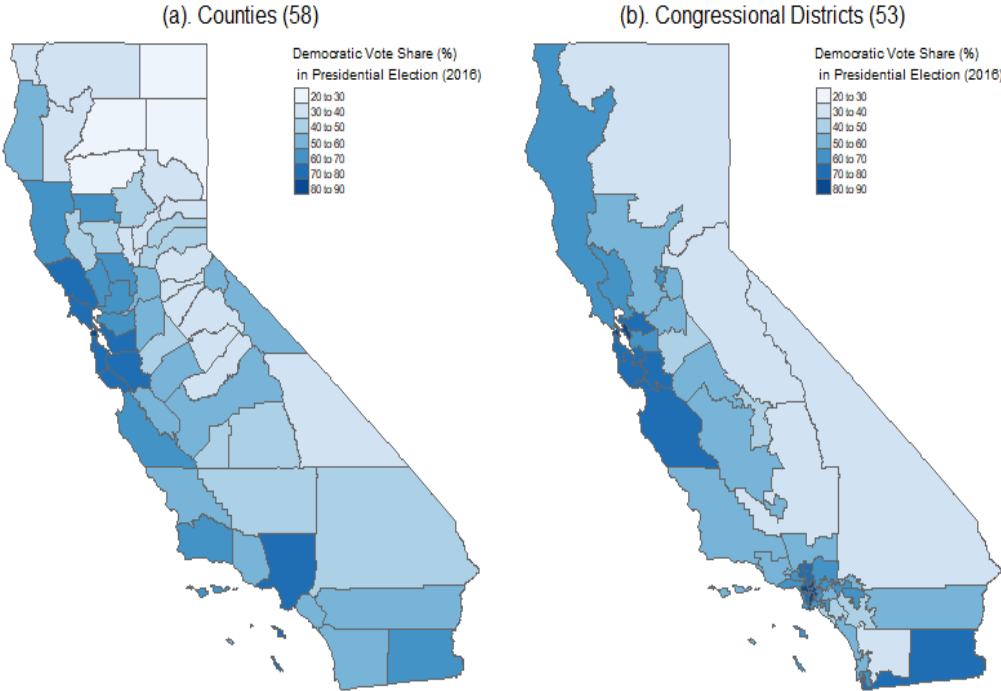 (a). Counties (58)
Democratic Vote Share (%)
in Presidential Election (2016)
20 to 30
30 to 40
40 to 50
50 to 60
60 to 70
70 to 80
80 to 90
(b). Congressional Districts (53)
Democratic Vote Share (%)
in Presidential Election (2016)
20 to 30
30 to 40
40 to 50
50 to 60
60 to 70
70 to 80
80 to 90